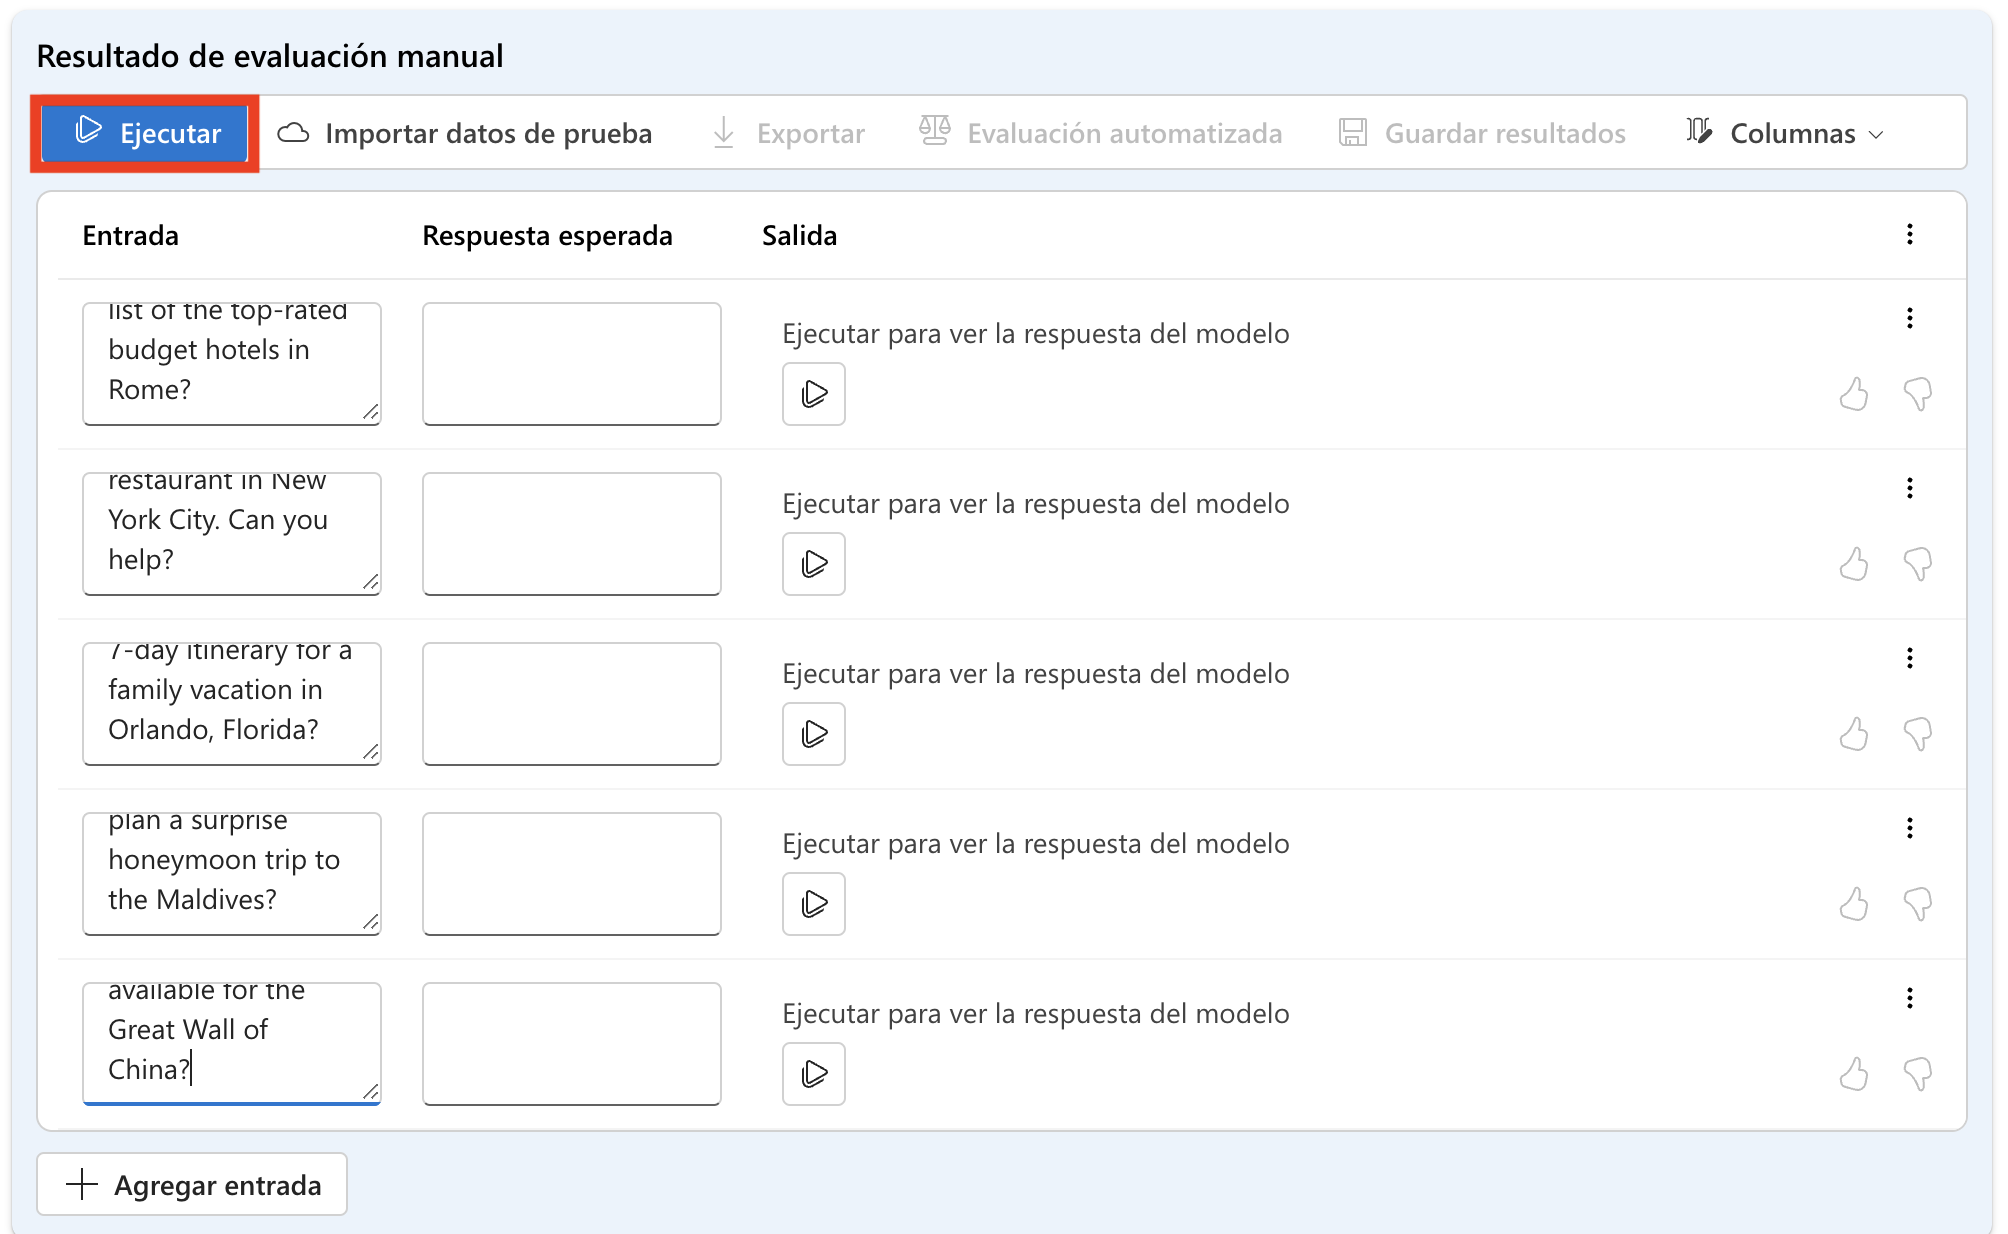 Resultado de evaluación manual
Ejecutar Importar datos de prueba Exportar Evaluación automatizada Guardar resultados Columnas
Entrada Respuesta esperada Salida
list of the top-rated
budget hotels in
Rome?
Ejecutar para ver la respuesta del modelo
restaurant in New
York City. Can you
help?
Ejecutar para ver la respuesta del modelo
7-day itinerary for a
family vacation in
Orlando, Florida?
Ejecutar para ver la respuesta del modelo
plan a surprise
honeymoon trip to
the Maldives?
Ejecutar para ver la respuesta del modelo
available for the
Great Wall of
China?
Ejecutar para ver la respuesta del modelo
Agregar entrada